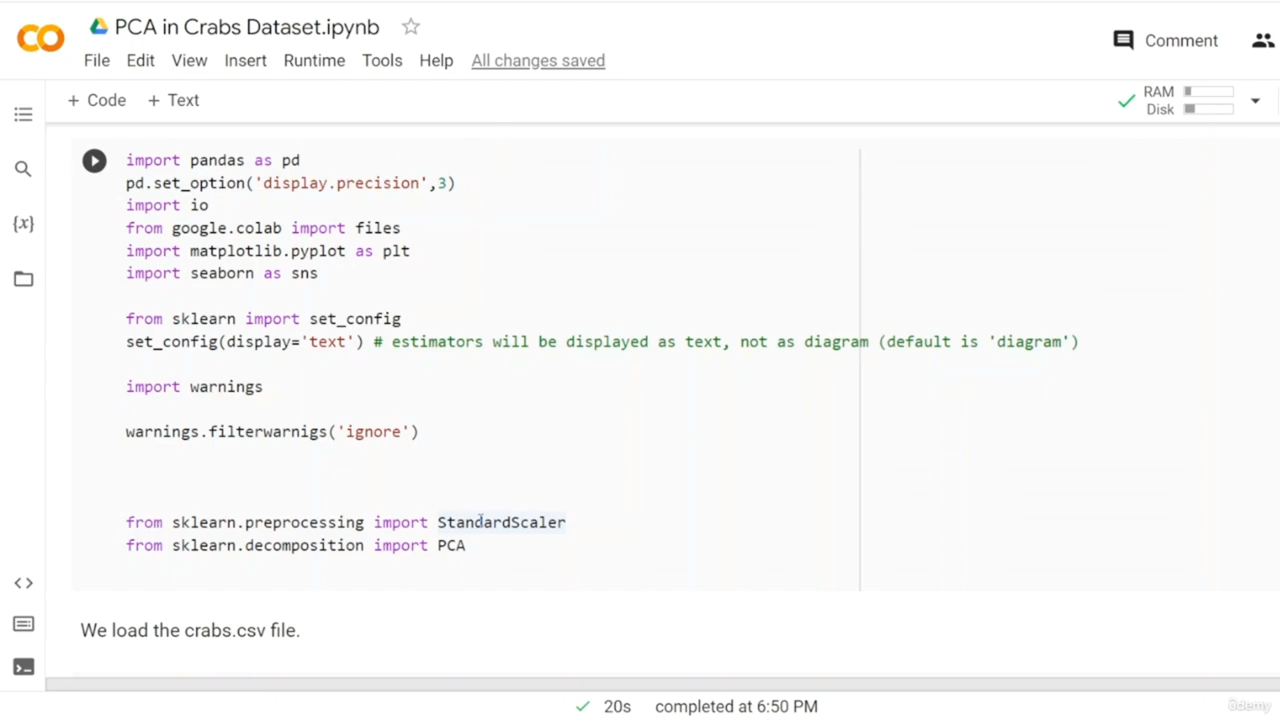 PCA in Crabs Dataset.ipynb
File Edit View Insert Runtime Tools Help All changes saved
Comment
+ Code + Text
RAM
Disk
import pandas as pd
pd.set_option('display.precision',3)
import io
from google.colab import files
import matplotlib.pyplot as plt
import seaborn as sns
from sklearn import set_config
set_config(display='text') # estimators will be displayed as text, not as diagram (default is 'diagram')
import warnings
warnings.filterwarnigs('ignore')
from sklearn.preprocessing import StandardScaler
from sklearn.decomposition import PCA
We load the crabs.csv file.
20s completed at 6:50 PM
ûdemy